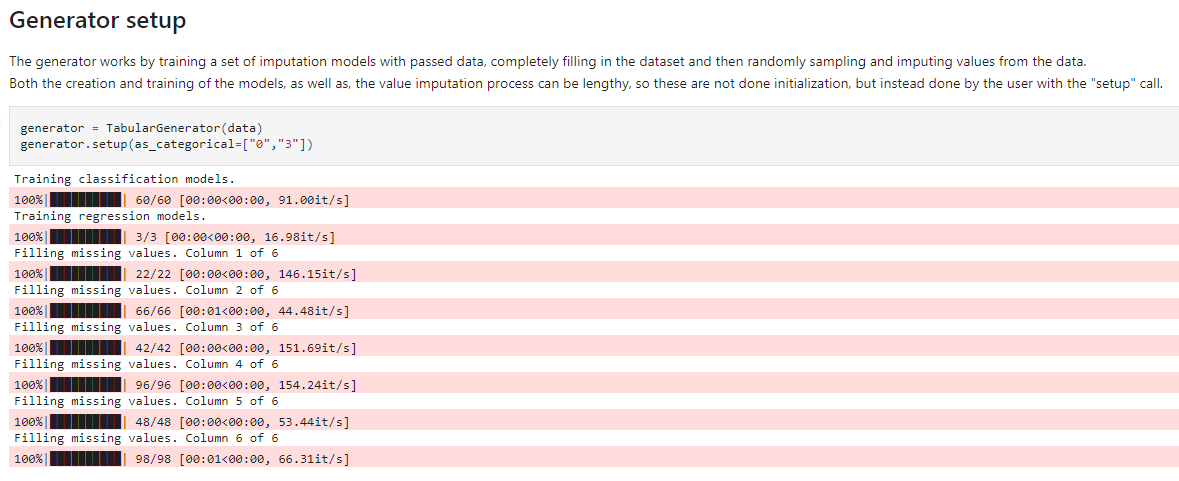 Generator setup
The generator works by training a set of imputation models with passed data, completely filling in the dataset and then randomly sampling and imputing values from the data.
Both the creation and training of the models, as well as, the value imputation process can be lengthy, so these are not done initialization, but instead done by the user with the "setup" call.
generator = TabularGenerator(data)
generator.setup(as_categorical=["0","3"])
Training classification models.
100%|██████████| 60/60 [00:00<00:00, 91.00it/s]
Training regression models.
100%|██████████| 3/3 [00:00<00:00, 16.98it/s]
Filling missing values. Column 1 of 6
100%|██████████| 22/22 [00:00<00:00, 146.15it/s]
Filling missing values. Column 2 of 6
100%|██████████| 66/66 [00:01<00:00, 44.48it/s]
Filling missing values. Column 3 of 6
100%|██████████| 42/42 [00:00<00:00, 151.69it/s]
Filling missing values. Column 4 of 6
100%|██████████| 96/96 [00:00<00:00, 154.24it/s]
Filling missing values. Column 5 of 6
100%|██████████| 48/48 [00:00<00:00, 53.44it/s]
Filling missing values. Column 6 of 6
100%|██████████| 98/98 [00:01<00:00, 66.31it/s]